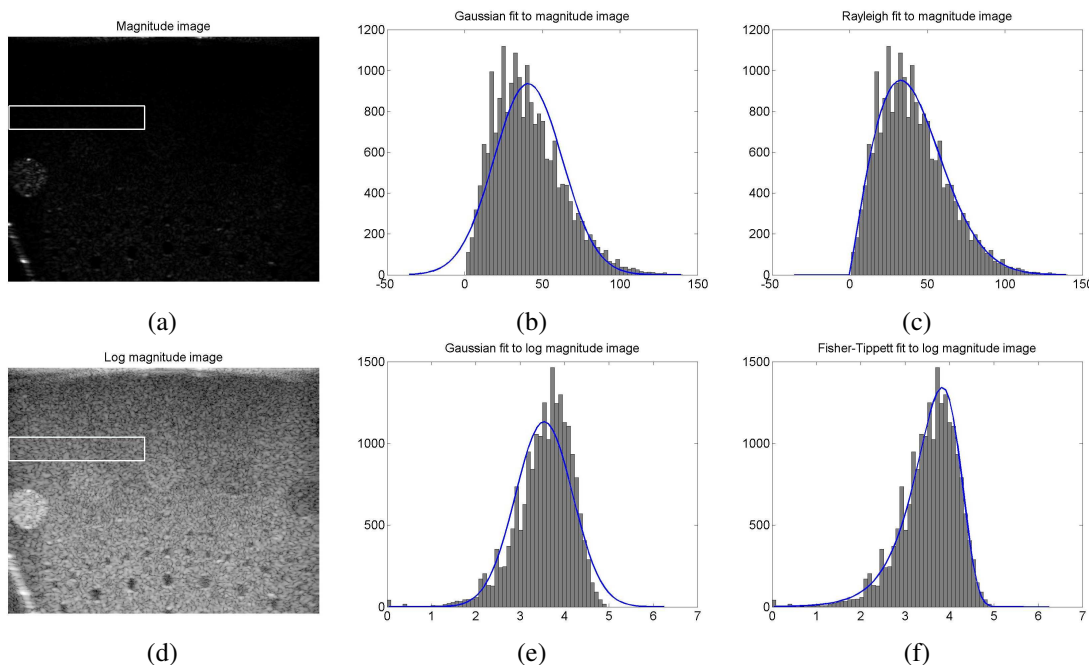 Magnitude image
Gaussian fit to magnitude image
Rayleigh fit to magnitude image
1200
1000
800
600
400
200
0
-50 0 50 100 150
1200
1000
800
600
400
200
0
-50 0 50 100 150
(a) (b) (c)
Log magnitude image
Gaussian fit to log magnitude image
Fisher-Tippett fit to log magnitude image
1500
1000
500
0
0 1 2 3 4 5 6 7
1500
1000
500
0
0 1 2 3 4 5 6 7
(d) (e) (f)